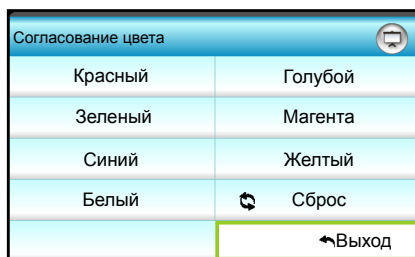 Согласование цвета
Красный Голубой
Зеленый Магента
Синий Желтый
Белый Сброс
Выход